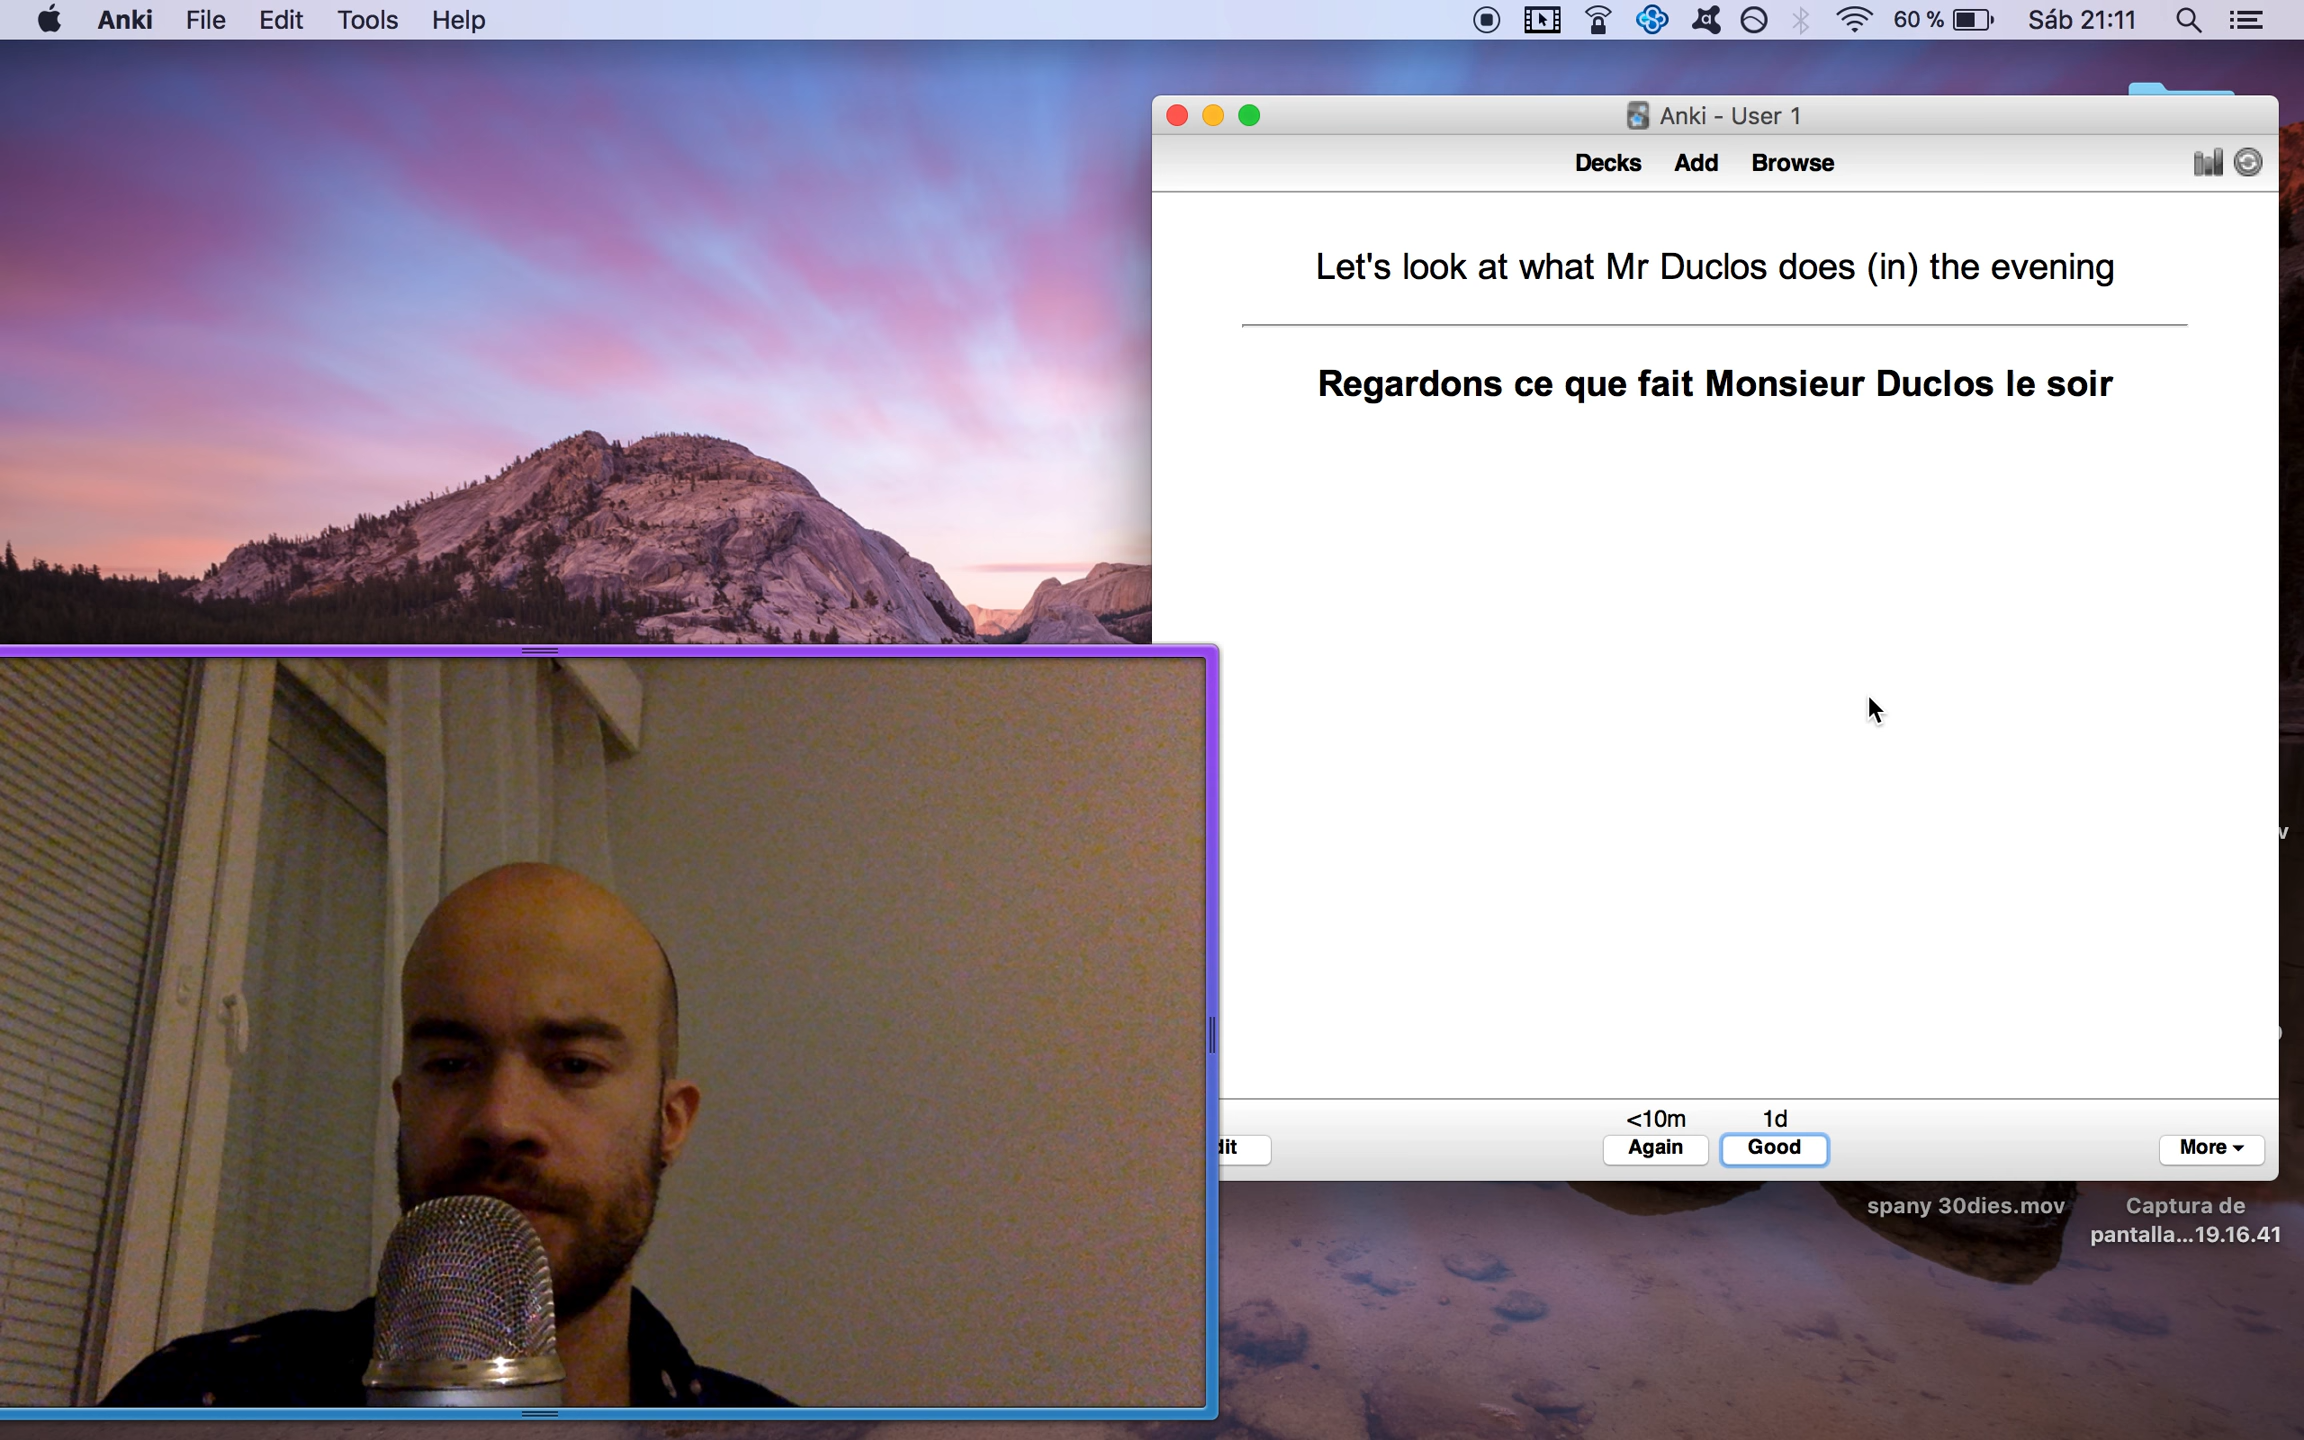 Anki File Edit Tools Help
60 % Sáb 21:11
Anki - User 1
Decks Add Browse
Let's look at what Mr Duclos does (in) the evening
Regardons ce que fait Monsieur Duclos le soir
<10m 1d
dit Again Good More
spany 30dies.mov
Captura de
pantalla...19.16.41